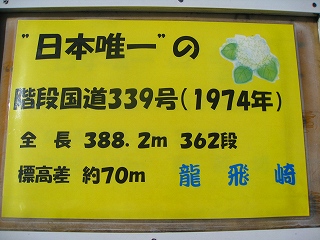 "日本唯一"の
階段国道339号(1974年)
全 長 388.2m 362段
標高差 約70m 龍 飛 崎